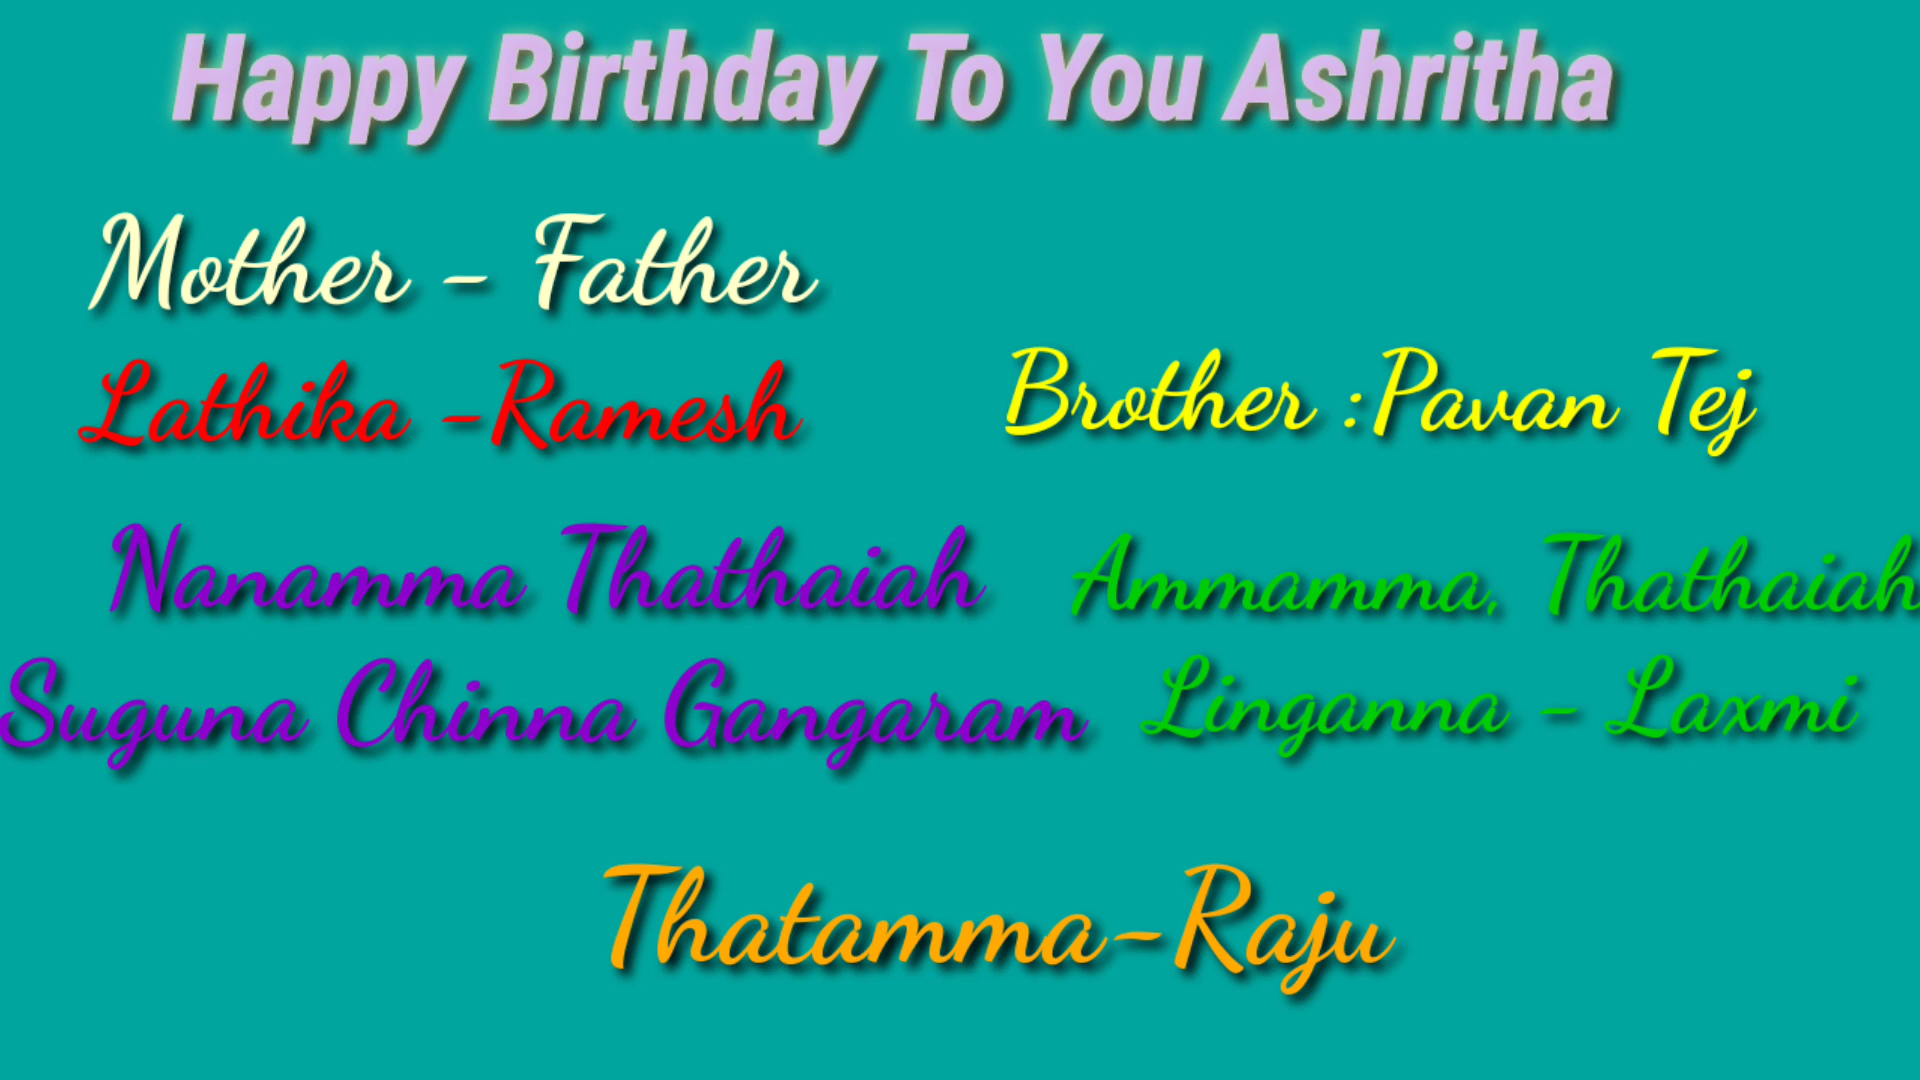 Happy Birthday To You Ashritha
Mother - Father
Lathika -Ramesh
Brother :Pavan Tej
Nanamma Thathaiah
Suguna Chinna Gangaram
Ammamma, Thathaiah
Linganna - Laxmi
Thatamma-Raju